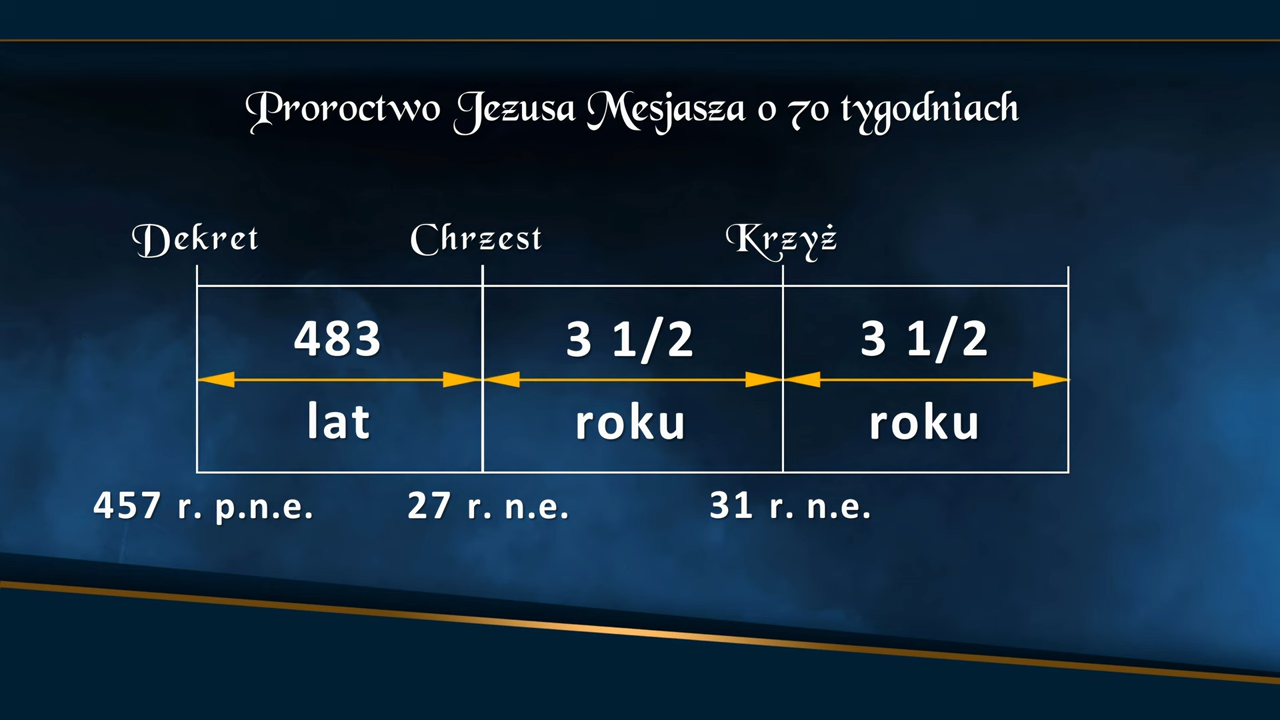 Proroctwo Jezusa Mesjasza o 70 tygodniach
Dekret Chrzest Krzyż
483 3 1/2 3 1/2
lat roku roku
457 r. p.n.e. 27 r. n.e. 31 r. n.e.